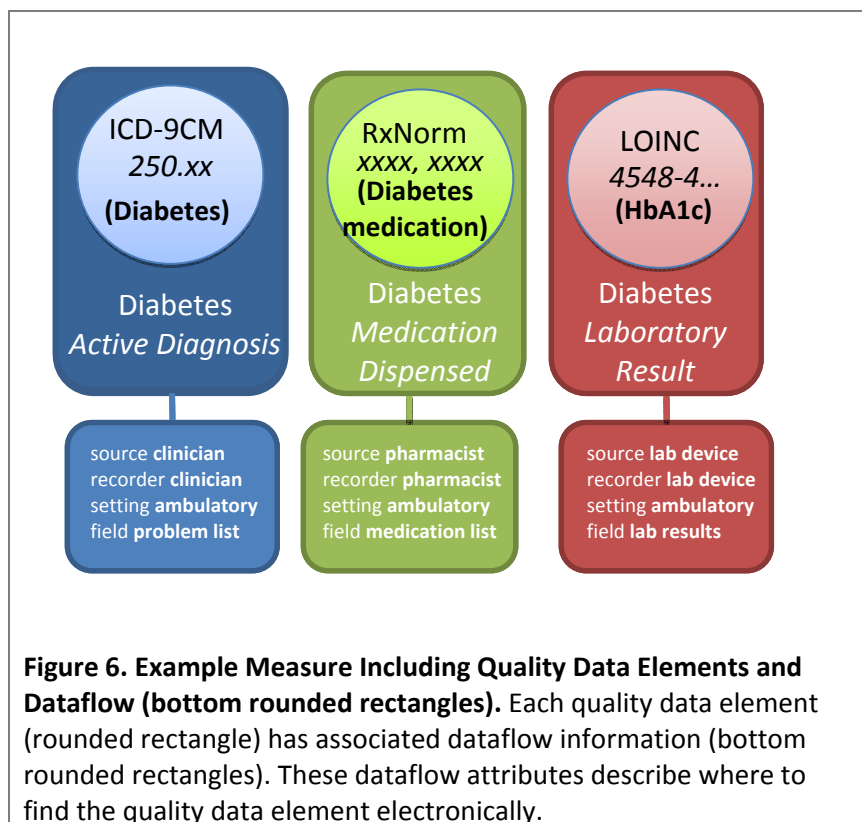 ICD-9CM
250.xx
(Diabetes)
Diabetes
Active Diagnosis
source clinician
recorder clinician
setting ambulatory
field problem list
RxNorm
xxxx, xxxx
(Diabetes
medication)
Diabetes
Medication
Dispensed
source pharmacist
recorder pharmacist
setting ambulatory
field medication list
LOINC
4548-4...
(HbA1c)
Diabetes
Laboratory
Result
source lab device
recorder lab device
setting ambulatory
field lab results
Figure 6. Example Measure Including Quality Data Elements and
Dataflow (bottom rounded rectangles). Each quality data element
(rounded rectangle) has associated dataflow information (bottom
rounded rectangles). These dataflow attributes describe where to
find the quality data element electronically.